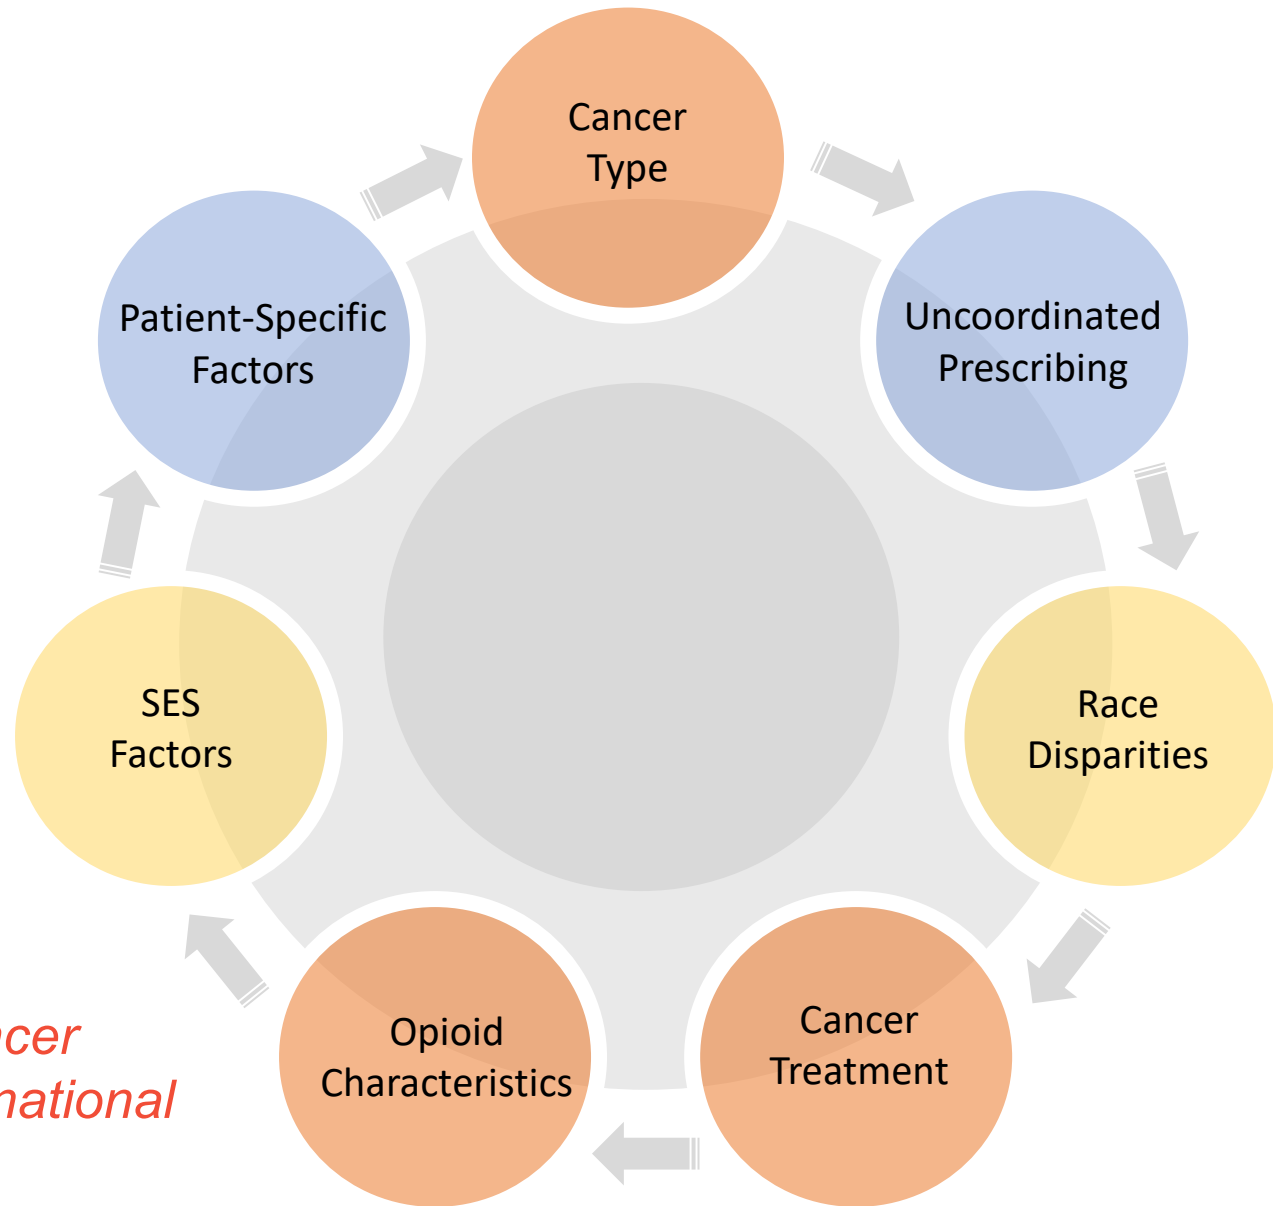 Cancer
Type
Uncoordinated
Prescribing
Race
Disparities
Cancer
Treatment
Opioid
Characteristics
SES
Factors
Patient-Specific
Factors